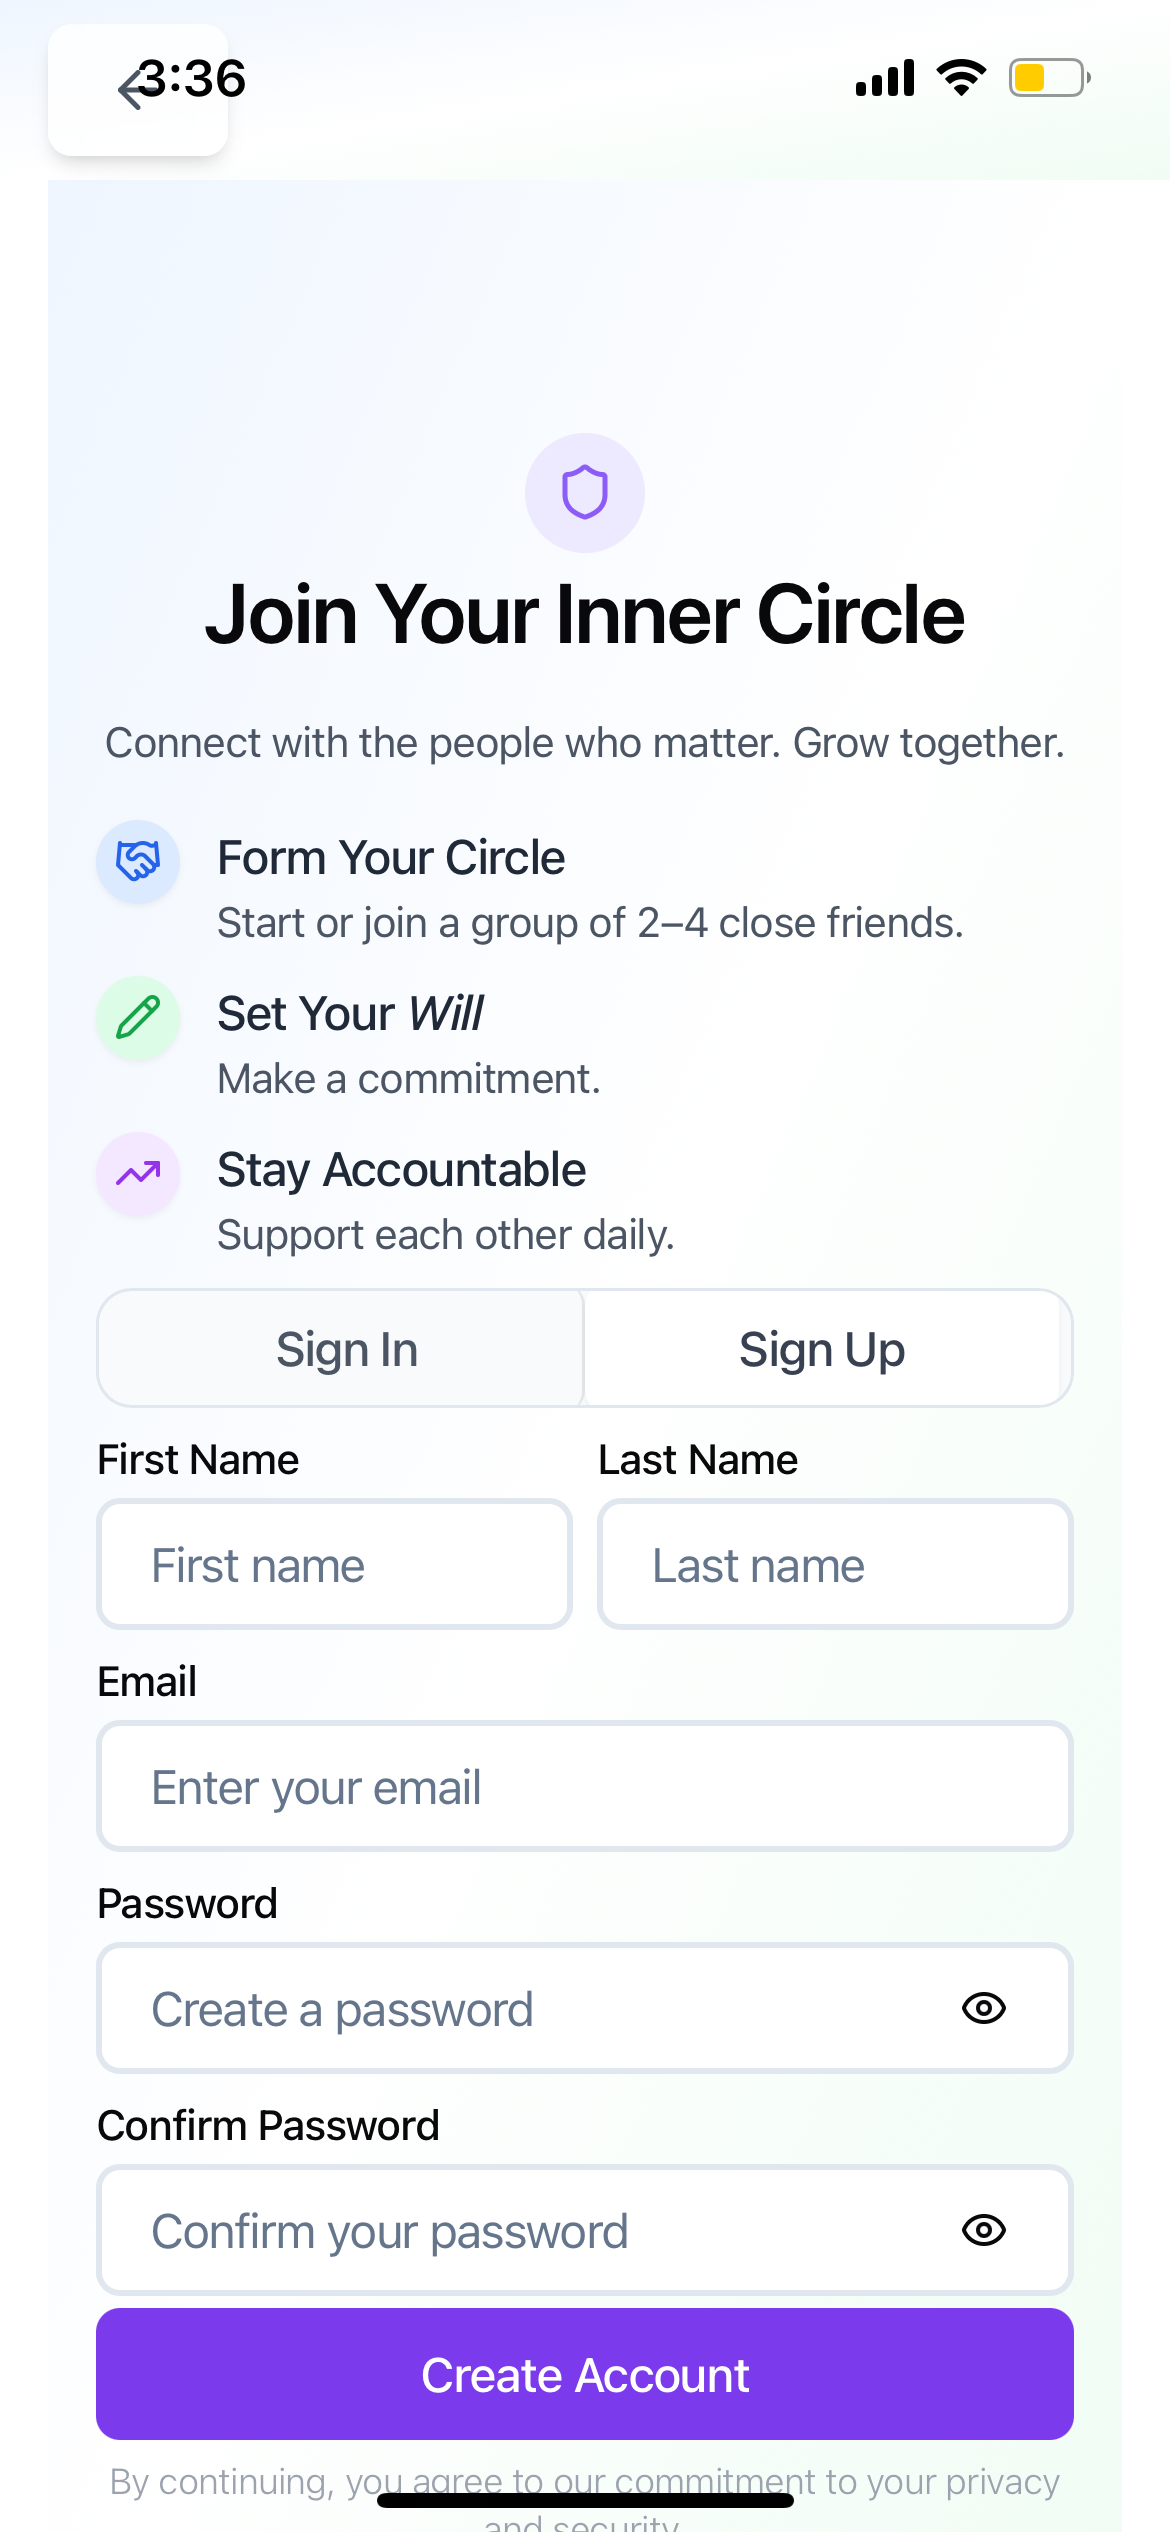 3:36
Join Your Inner Circle
Connect with the people who matter. Grow together.
Form Your Circle
Start or join a group of 2–4 close friends.
Set Your Will
Make a commitment.
Stay Accountable
Support each other daily.
Sign In Sign Up
First Name Last Name
First name Last name
Email
Enter your email
Password
Create a password
Confirm Password
Confirm your password
Create Account
By continuing, you agree to our commitment to your privacy
and security